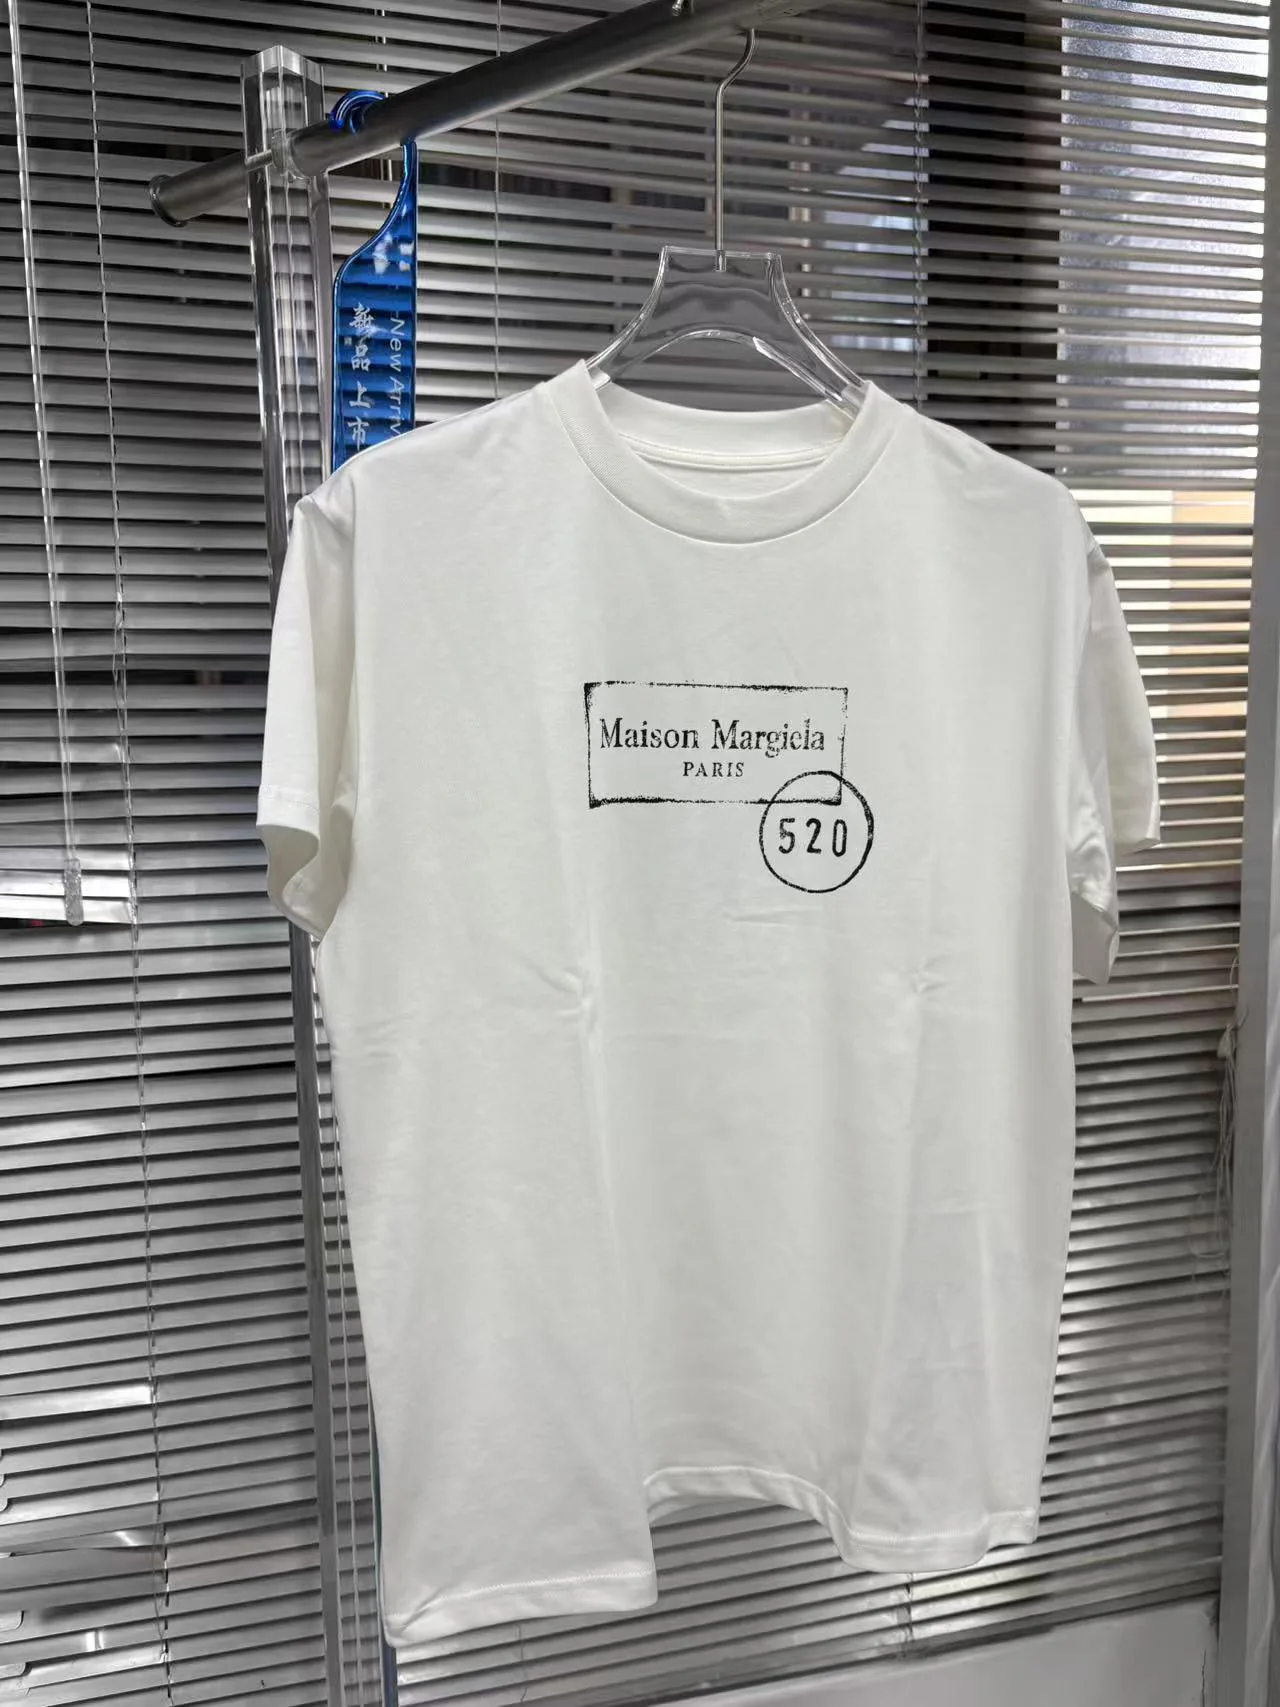 新品上市
New Arriv
Maison Margiela
PARIS
520